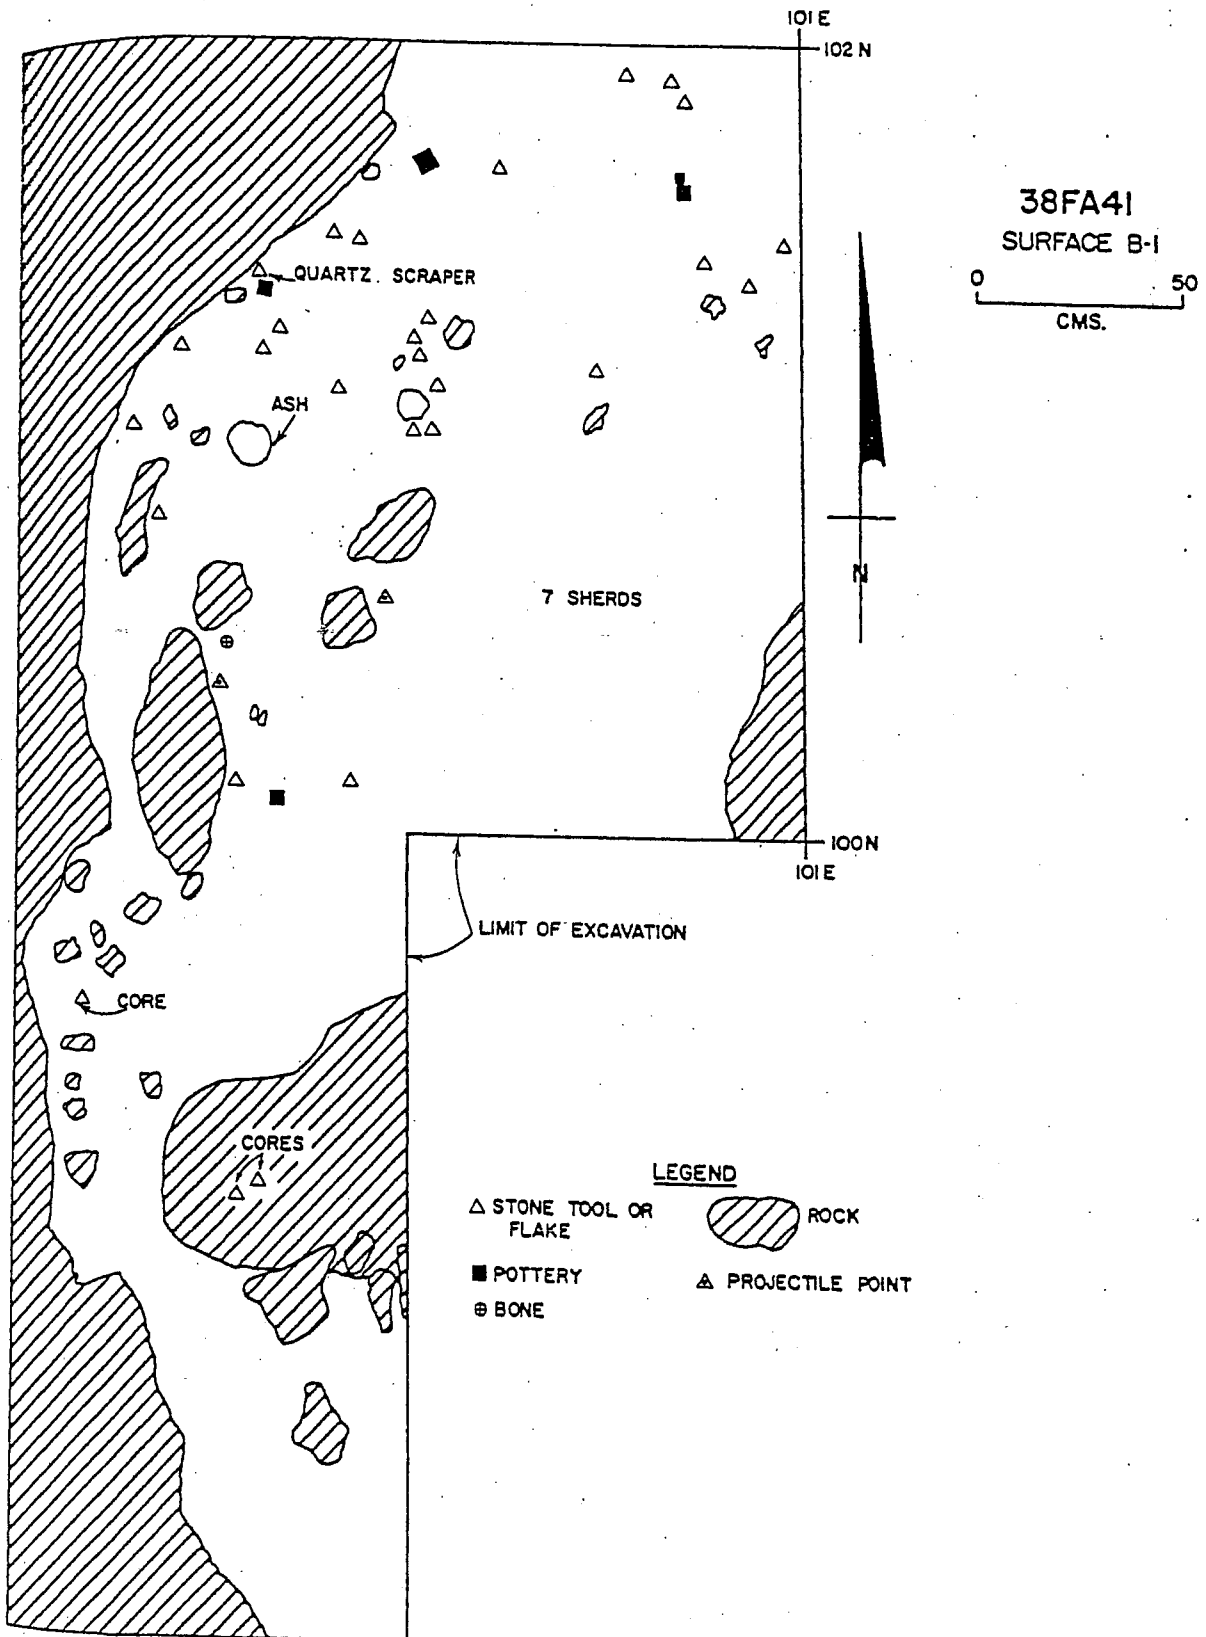 101 E
102 N
38FA41
SURFACE B-1
0 50
CMS.
QUARTZ. SCRAPER
ASH
N
7 SHERDS
100 N
101 E
LIMIT OF EXCAVATION
CORE
CORES
LEGEND
STONE TOOL OR
FLAKE
ROCK
POTTERY
PROJECTILE POINT
BONE